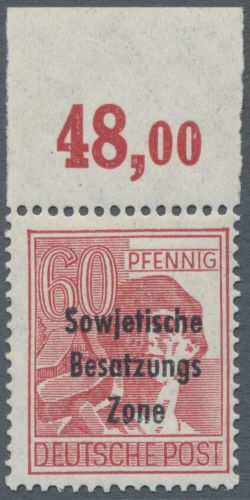 48,00
60 PFENNIG
Sowjetische
Besatzungs
Zone
DEUTSCHE POST